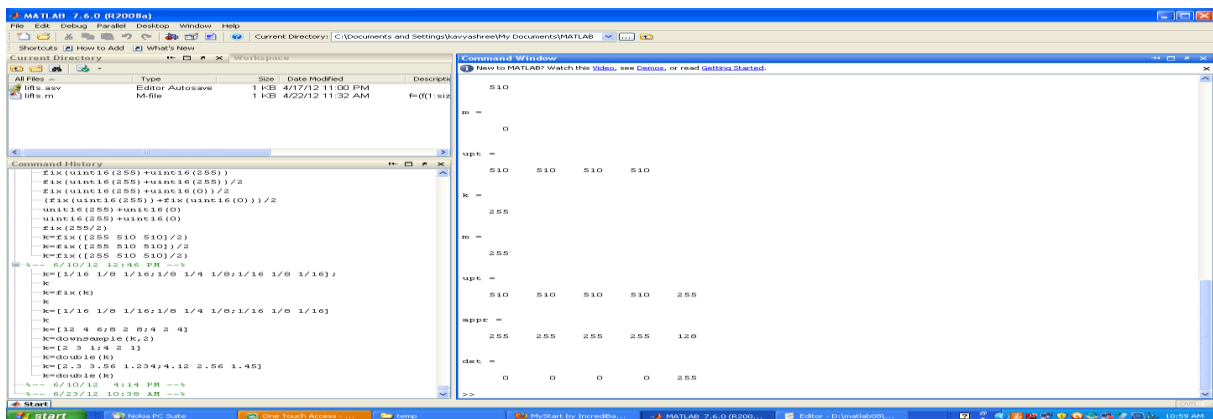 MATLAB 7.6.0 (R2008a)
File Edit Debug Parallel Desktop Window Help
Current Directory: C:\Documents and Settings\kavyashree\My Documents\MATLAB
Shortcuts How to Add What's New
Current Directory Workspace
All Files Type Size Date Modified Descripti
lifts.asv Editor Autosave 1 KB 4/17/12 11:00 PM
lifts.m M-file 1 KB 4/22/12 11:32 AM f=(f(1:siz
Command History
fix(uint16(255)+uint16(255))
fix(uint16(255)+uint16(255))/2
fix(uint16(255)+uint16(0))/2
(fix(uint16(255))+fix(uint16(0)))/2
unit16(255)+unit16(0)
uint16(255)+uint16(0)
fix(255/2)
k=fix([255 510 510]/2)
k=fix([255 510 510])/2
k=fix([255 510 510]/2)
%-- 6/10/12 12:46 PM --%
k=[1/16 1/8 1/16;1/8 1/4 1/8;1/16 1/8 1/16];
k
k=fix(k)
k
k=[1/16 1/8 1/16;1/8 1/4 1/8;1/16 1/8 1/16]
k
k=[12 4 6;8 2 8;4 2 4]
k=downsample(k,2)
k=[2 3 1;4 2 1]
k=double(k)
k=[2.3 3.56 1.234;4.12 2.56 1.45]
k=double(k)
%-- 6/10/12 4:14 PM --%
%-- 6/23/12 10:38 AM --%
Command Window
New to MATLAB? Watch this Video, see Demos, or read Getting Started.
510
m =
0
upt =
510 510 510 510
k =
255
m =
255
upt =
510 510 510 510 255
appr =
255 255 255 255 128
det =
0 0 0 0 255
>>
Start OVR
start Nokia PC Suite One Touch Access - ... temp MyStart by IncrediBa... MATLAB 7.6.0 (R200... Editor - D:\matlab08\... 10:59 AM